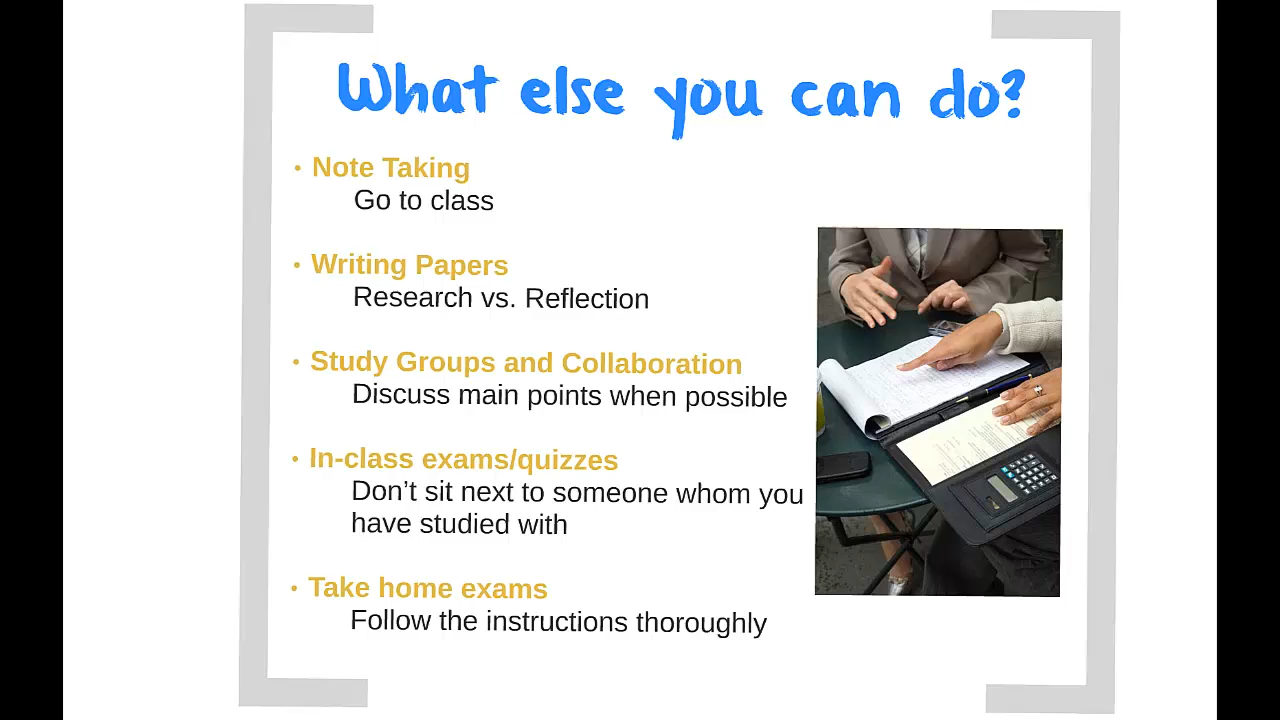 What else you can do?
• Note Taking
Go to class
• Writing Papers
Research vs. Reflection
• Study Groups and Collaboration
Discuss main points when possible
• In-class exams/quizzes
Don’t sit next to someone whom you
have studied with
• Take home exams
Follow the instructions thoroughly